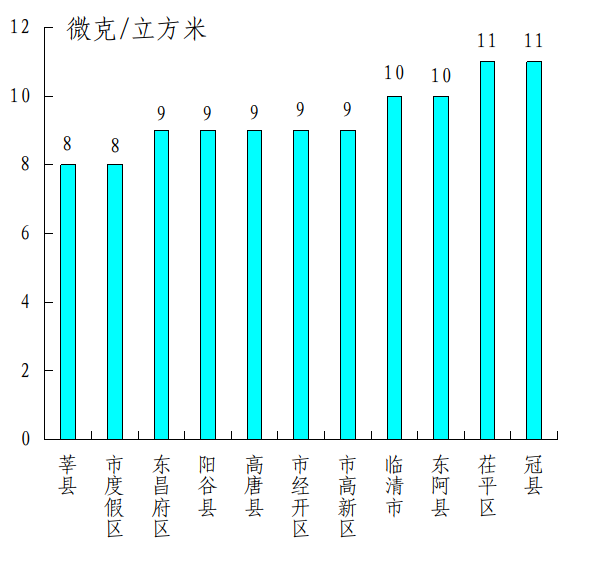 微克/立方米
12
10
8
6
4
2
0
8
8
9
9
9
9
9
10
10
11
11
莘县
市度假区
东昌府区
阳谷县
高唐县
市经开区
市高新区
临清市
东阿县
茌平区
冠县